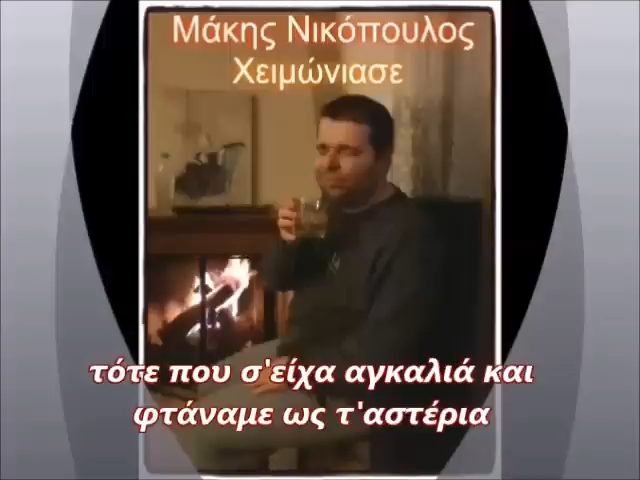 Μάκης Νικόπουλος
Χειμώνιασε
τότε που σ'είχα αγκαλιά και
φτάναμε ως τ'αστέρια